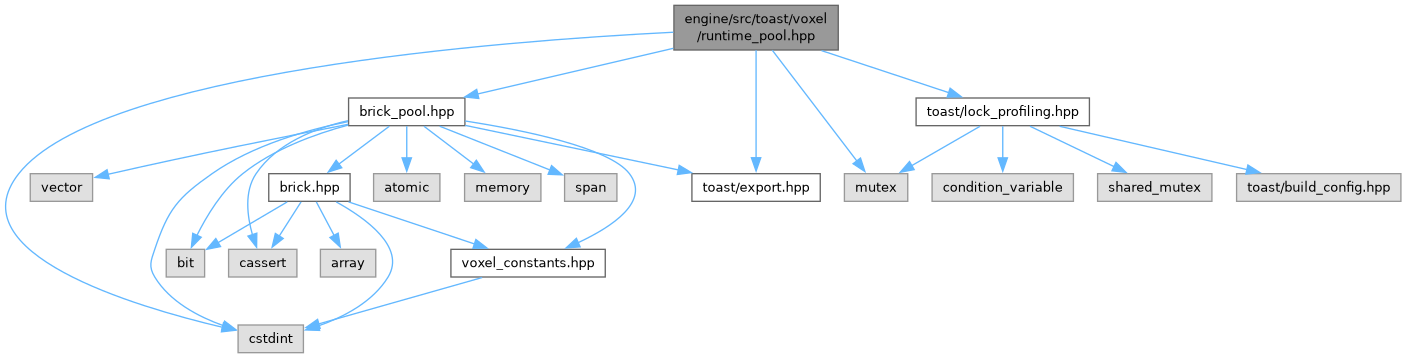 engine/src/toast/voxel
/runtime_pool.hpp
brick_pool.hpp
toast/lock_profiling.hpp
vector
brick.hpp
atomic
memory
span
toast/export.hpp
mutex
condition_variable
shared_mutex
toast/build_config.hpp
bit
cassert
array
voxel_constants.hpp
cstdint